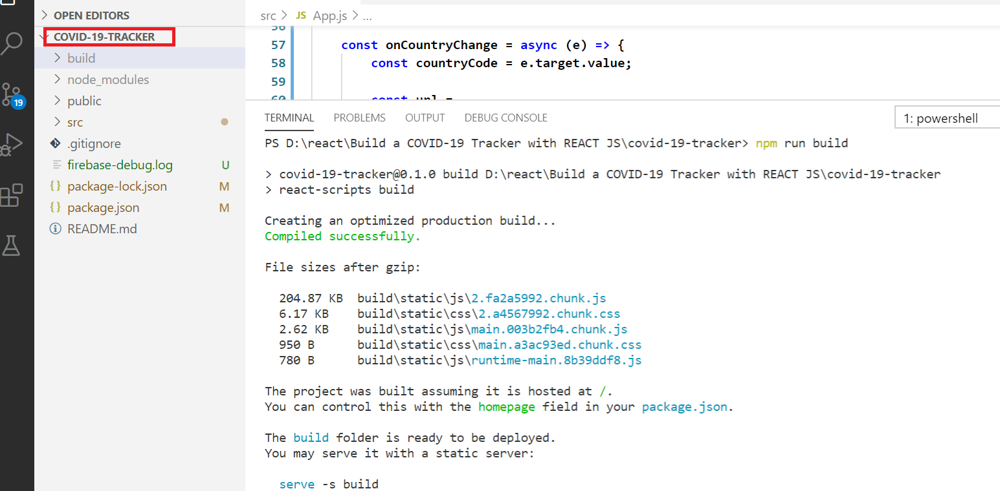 OPEN EDITORS
COVID-19-TRACKER
build
node_modules
public
src
.gitignore
firebase-debug.log U
package-lock.json M
package.json M
README.md
19
src > JS App.js > ...
56
57 const onCountryChange = async (e) => {
58 const countryCode = e.target.value;
59
60 const url =
TERMINAL PROBLEMS OUTPUT DEBUG CONSOLE 1: powershell
PS D:\react\Build a COVID-19 Tracker with REACT JS\covid-19-tracker> npm run build
> covid-19-tracker@0.1.0 build D:\react\Build a COVID-19 Tracker with REACT JS\covid-19-tracker
> react-scripts build
Creating an optimized production build...
Compiled successfully.
File sizes after gzip:
204.87 KB build\static\js\2.fa2a5992.chunk.js
6.17 KB build\static\css\2.a4567992.chunk.css
2.62 KB build\static\js\main.003b2fb4.chunk.js
950 B build\static\css\main.a3ac93ed.chunk.css
780 B build\static\js\runtime-main.8b39ddf8.js
The project was built assuming it is hosted at /.
You can control this with the homepage field in your package.json.
The build folder is ready to be deployed.
You may serve it with a static server:
serve -s build